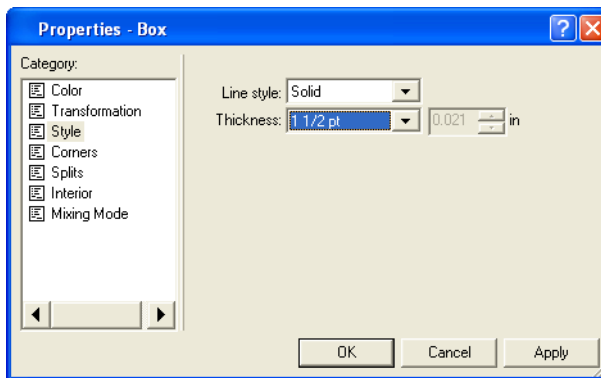 Properties - Box
Category:
Color
Transformation
Style
Corners
Splits
Interior
Mixing Mode
Line style: Solid
Thickness: 1 1/2 pt 0.021 in
OK Cancel Apply